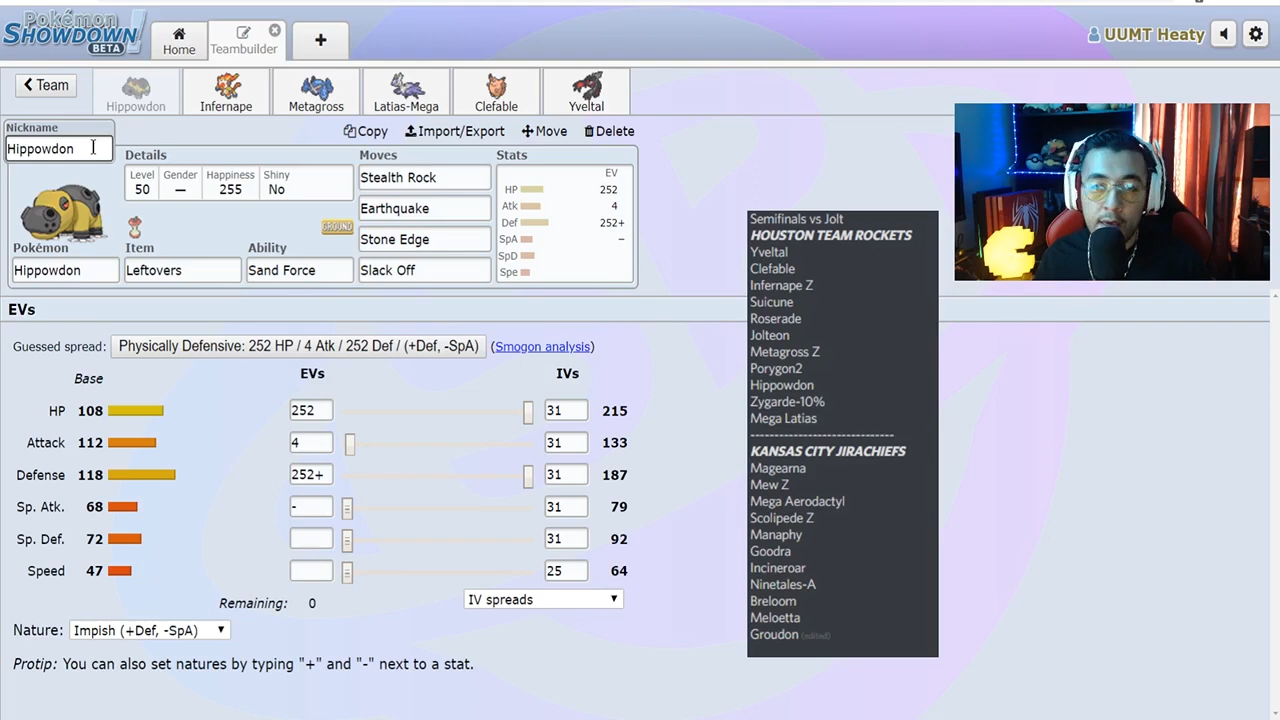 Pokémon
SHOWDOWN!
BETA
Home
Teambuilder
UUMT Heaty
Team
Hippowdon
Infernape
Metagross
Latias-Mega
Clefable
Yveltal
Nickname
Hippowdon
Copy
Import/Export
Move
Delete
Details
Moves
Stats
Level
50
Gender
—
Happiness
255
Shiny
No
GROUND
Pokémon
Hippowdon
Item
Leftovers
Ability
Sand Force
Stealth Rock
Earthquake
Stone Edge
Slack Off
EV
HP 252
Atk 4
Def 252+
SpA –
SpD
Spe
EVs
Guessed spread: Physically Defensive: 252 HP / 4 Atk / 252 Def / (+Def, -SpA) (Smogon analysis)
Base EVs IVs
HP 108 252 31 215
Attack 112 4 31 133
Defense 118 252+ 31 187
Sp. Atk. 68 - 31 79
Sp. Def. 72 31 92
Speed 47 25 64
Remaining: 0 IV spreads
Nature: Impish (+Def, -SpA)
Protip: You can also set natures by typing "+" and "-" next to a stat.
Semifinals vs Jolt
HOUSTON TEAM ROCKETS
Yveltal
Clefable
Infernape Z
Suicune
Roserade
Jolteon
Metagross Z
Porygon2
Hippowdon
Zygarde-10%
Mega Latias
------------------------------
KANSAS CITY JIRACHIEFS
Magearna
Mew Z
Mega Aerodactyl
Scolipede Z
Manaphy
Goodra
Incineroar
Ninetales-A
Breloom
Meloetta
Groudon (edited)